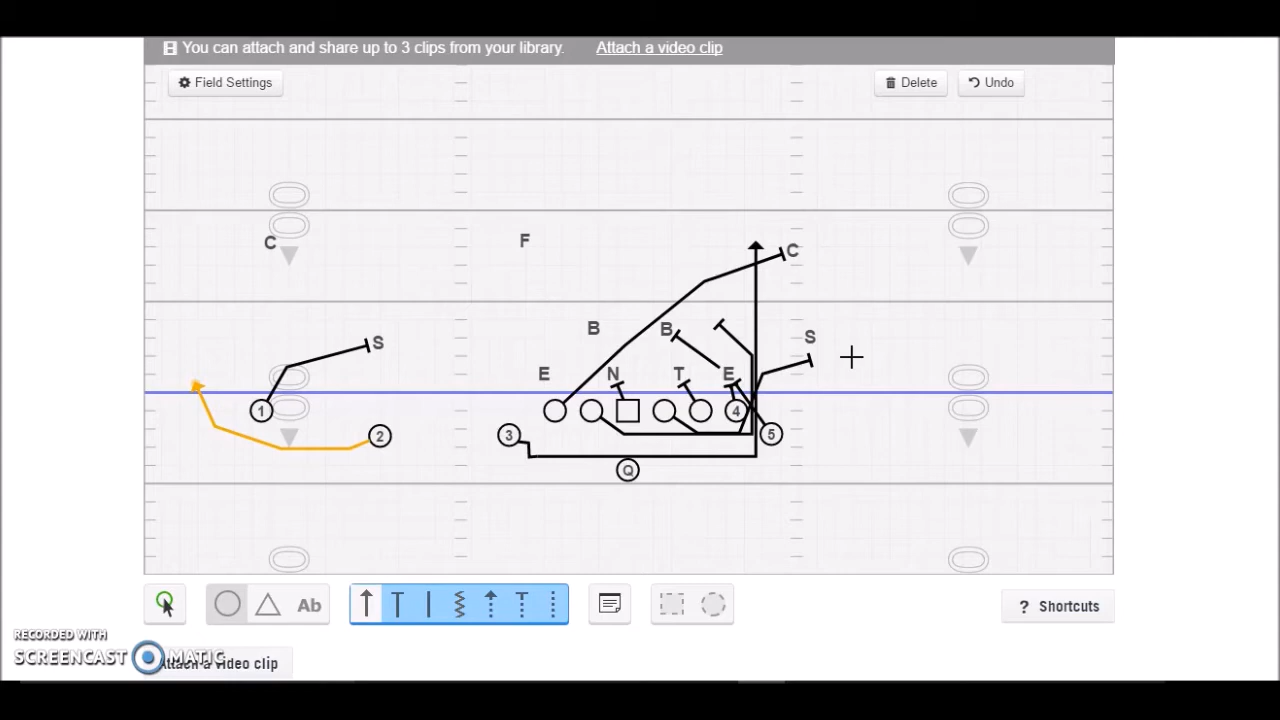 You can attach and share up to 3 clips from your library. Attach a video clip
Field Settings
Delete
Undo
C
F
C
S
B
B
S
E
N
T
E
1
2
3
4
5
Q
Ab
? Shortcuts
RECORDED WITH
SCREENCAST MATIC
Attach a video clip